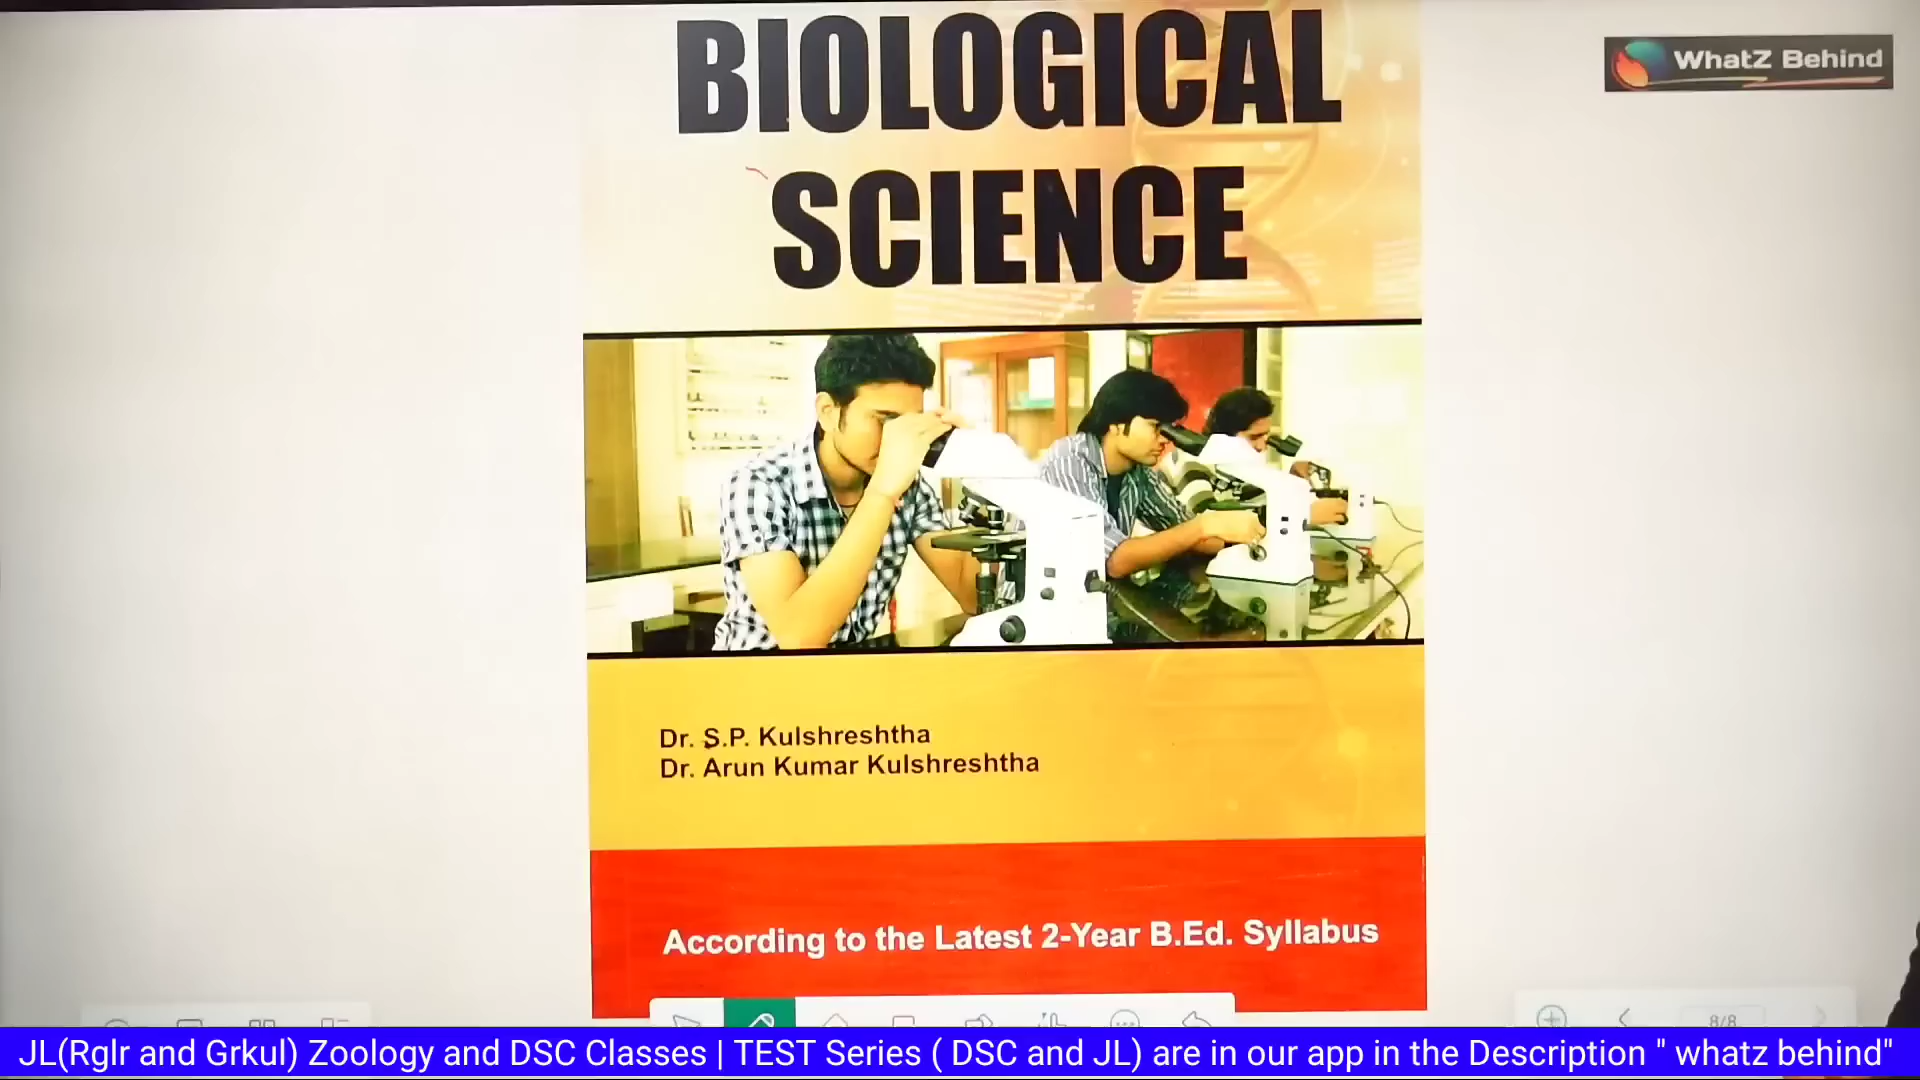 BIOLOGICAL
SCIENCE
WhatZ Behind
Dr. S.P. Kulshreshtha
Dr. Arun Kumar Kulshreshtha
According to the Latest 2-Year B.Ed. Syllabus
8/8
JL(Rglr and Grkul) Zoology and DSC Classes | TEST Series ( DSC and JL) are in our app in the Description " whatz behind"